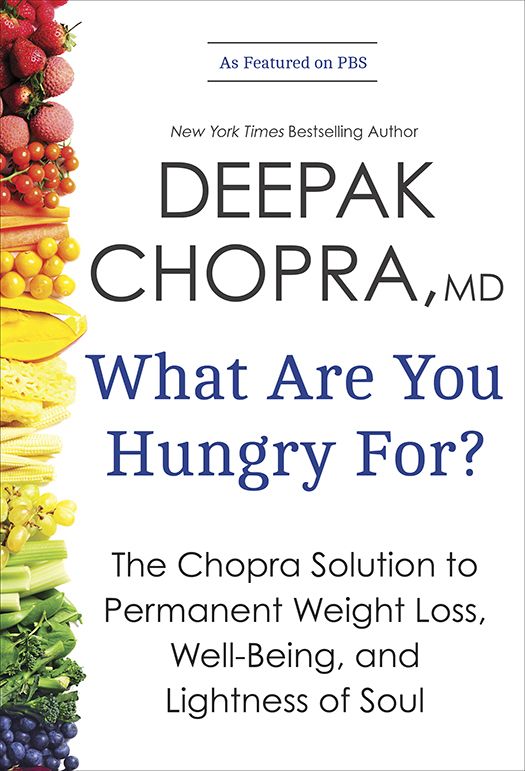 As Featured on PBS
New York Times Bestselling Author
DEEPAK
CHOPRA, MD
What Are You
Hungry For?
The Chopra Solution to
Permanent Weight Loss,
Well-Being, and
Lightness of Soul